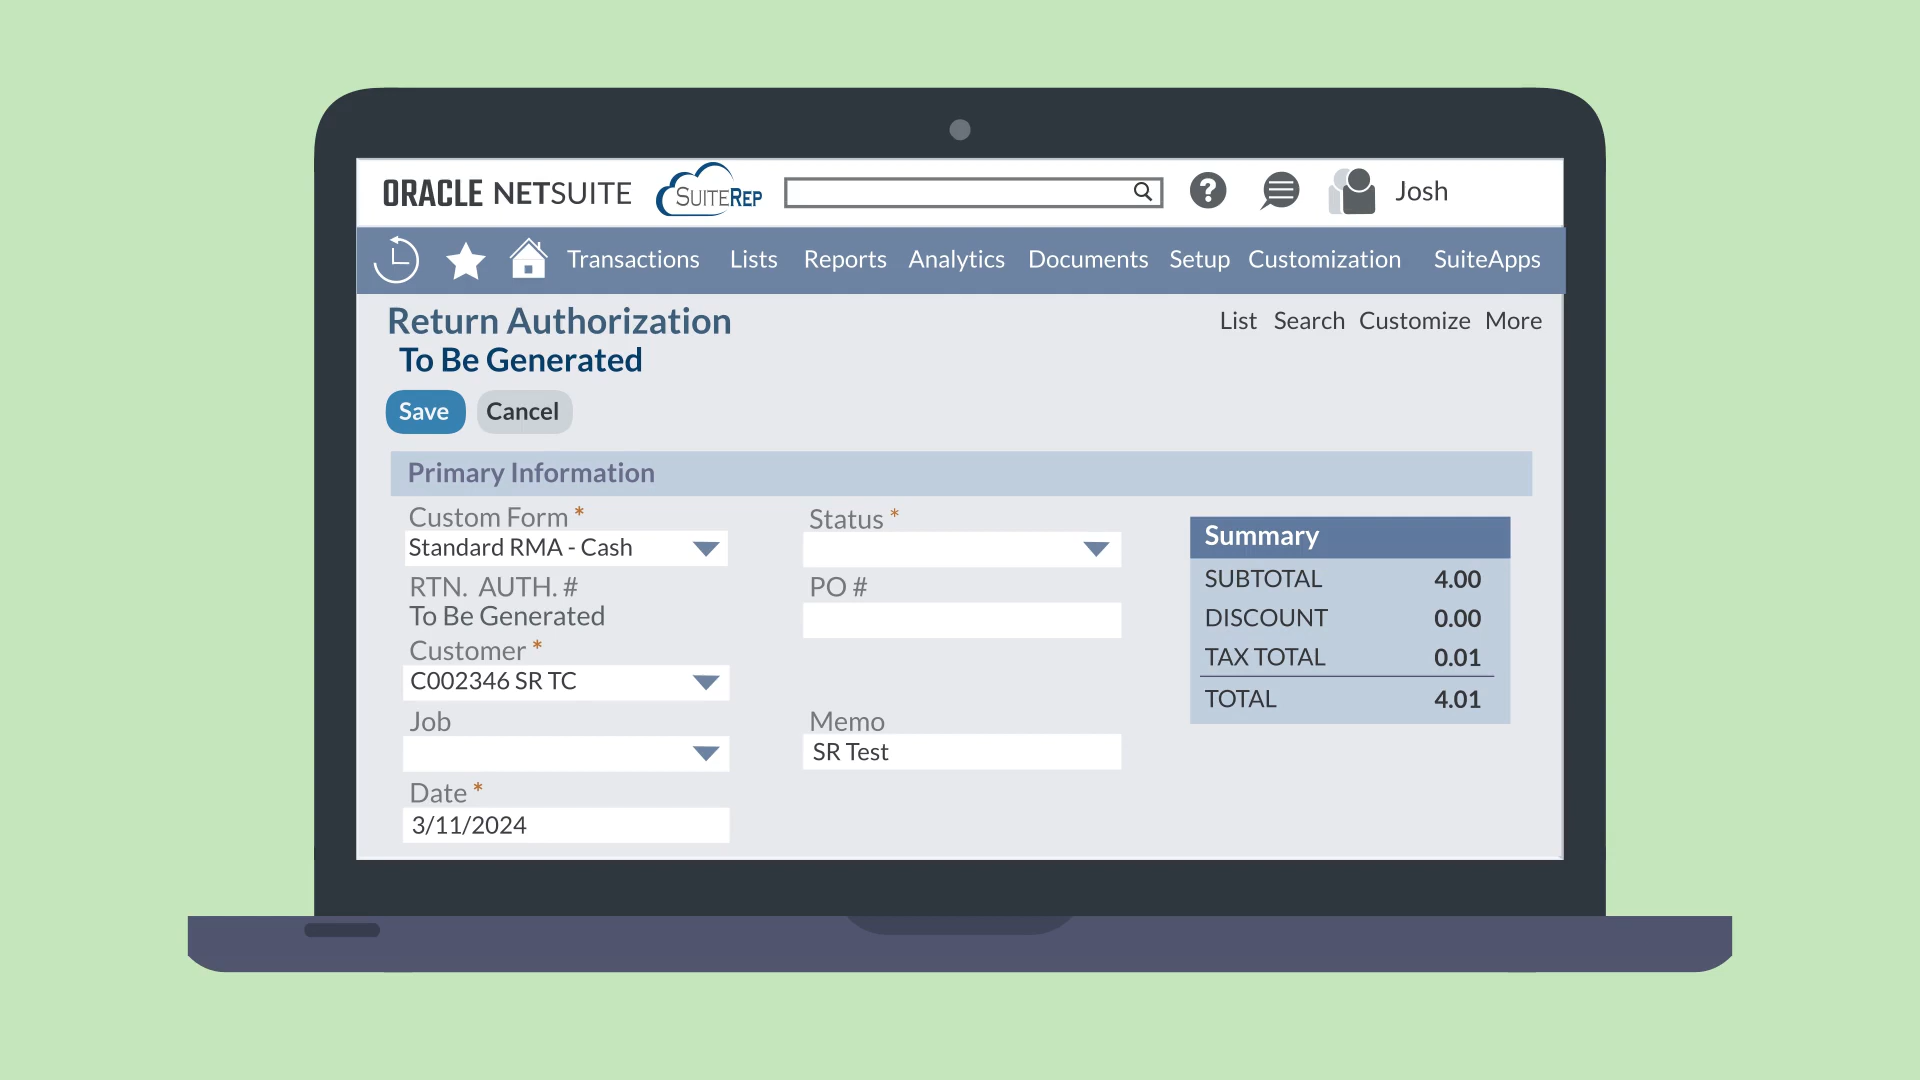 ORACLE NETSUITE SUITEREP ? Josh
Transactions Lists Reports Analytics Documents Setup Customization SuiteApps
Return Authorization List Search Customize More
To Be Generated
Save Cancel
Primary Information
Custom Form * Status *
Standard RMA - Cash
RTN. AUTH. # PO #
To Be Generated
Customer *
C002346 SR TC
Job Memo
SR Test
Date *
3/11/2024
Summary
SUBTOTAL 4.00
DISCOUNT 0.00
TAX TOTAL 0.01
TOTAL 4.01